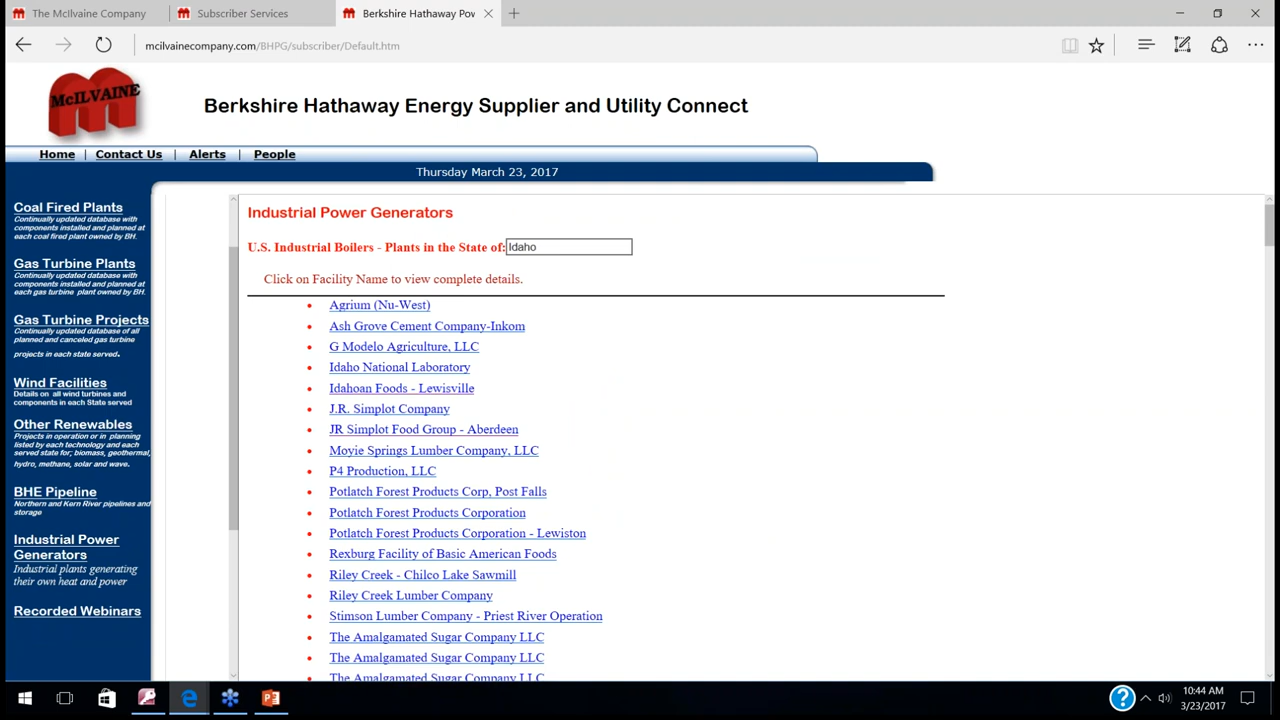 The McIlvaine Company
Subscriber Services
Berkshire Hathaway Pow
mcilvainecompany.com/BHPG/subscriber/Default.htm
McILVAINE
Berkshire Hathaway Energy Supplier and Utility Connect
Home | Contact Us | Alerts | People
Thursday March 23, 2017
Coal Fired Plants
Continually updated database with
components installed and planned at
each coal fired plant owned by BH.
Gas Turbine Plants
Continually updated database with
components installed and planned at
each gas turbine plant owned by BH.
Gas Turbine Projects
Continually updated database of all
planned and canceled gas turbine
projects in each state served.
Wind Facilities
Details on all wind turbines and
components in each State served
Other Renewables
Projects in operation or in planning
listed by each technology and each
served state for; biomass, geothermal,
hydro, methane, solar and wave.
BHE Pipeline
Northern and Kern River pipelines and
storage
Industrial Power
Generators
Industrial plants generating
their own heat and power
Recorded Webinars
Industrial Power Generators
U.S. Industrial Boilers - Plants in the State of: Idaho
Click on Facility Name to view complete details.
• Agrium (Nu-West)
• Ash Grove Cement Company-Inkom
• G Modelo Agriculture, LLC
• Idaho National Laboratory
• Idahoan Foods - Lewisville
• J.R. Simplot Company
• JR Simplot Food Group - Aberdeen
• Moyie Springs Lumber Company, LLC
• P4 Production, LLC
• Potlatch Forest Products Corp, Post Falls
• Potlatch Forest Products Corporation
• Potlatch Forest Products Corporation - Lewiston
• Rexburg Facility of Basic American Foods
• Riley Creek - Chilco Lake Sawmill
• Riley Creek Lumber Company
• Stimson Lumber Company - Priest River Operation
• The Amalgamated Sugar Company LLC
• The Amalgamated Sugar Company LLC
The Amalgamated Sugar Company LLC
10:44 AM
3/23/2017